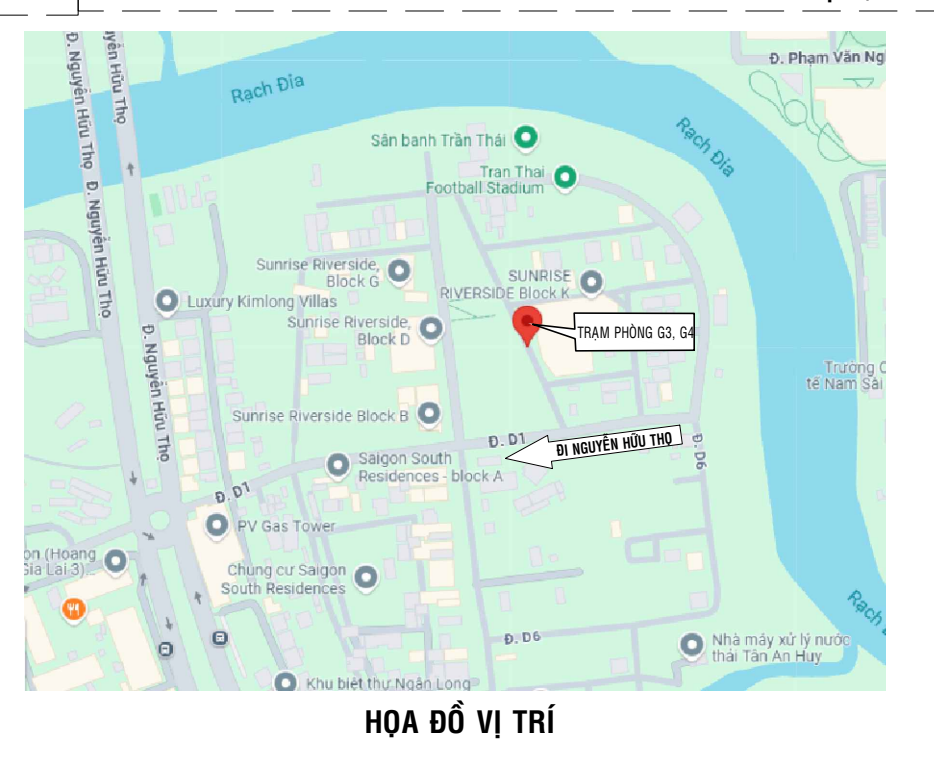 Đ. Nguyễn Hữu Thọ
Đ. Phạm Văn Ng
Rạch Đỉa
Rạch Đỉa
Sân banh Trần Thái
Tran Thai
Football Stadium
Đ. Nguyễn Hữu Thọ
Sunrise Riverside,
Block G
SUNRISE
RIVERSIDE Block K
Luxury Kimlong Villas
Sunrise Riverside,
Block D
TRẠM PHÒNG G3, G4
Đ. Nguyễn Hữu Thọ
Trường
tế Nam Sài
Sunrise Riverside Block B
Đ. D1
ĐI NGUYỄN HỮU THỌ
Đ. D6
Saigon South
Residences - block A
Đ. D1
PV Gas Tower
on (Hoang
Gia Lai 3)...
Chung cư Saigon
South Residences
Rạch
Đ. D6
Nhà máy xử lý nước
thải Tân An Huy
Khu biệt thự Ngân Long
HỌA ĐỒ VỊ TRÍ